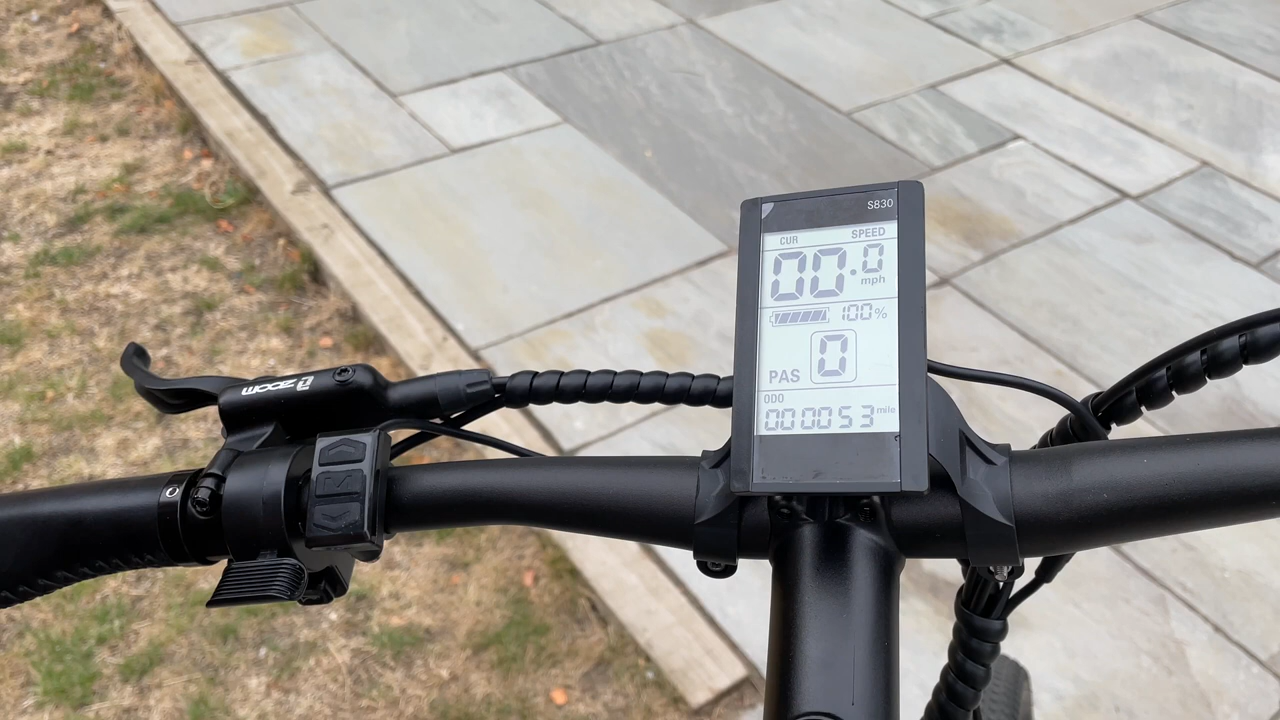 S830
CUR SPEED
00.0
mph
100%
PAS 0
ODO
000053 mile
ZOOM